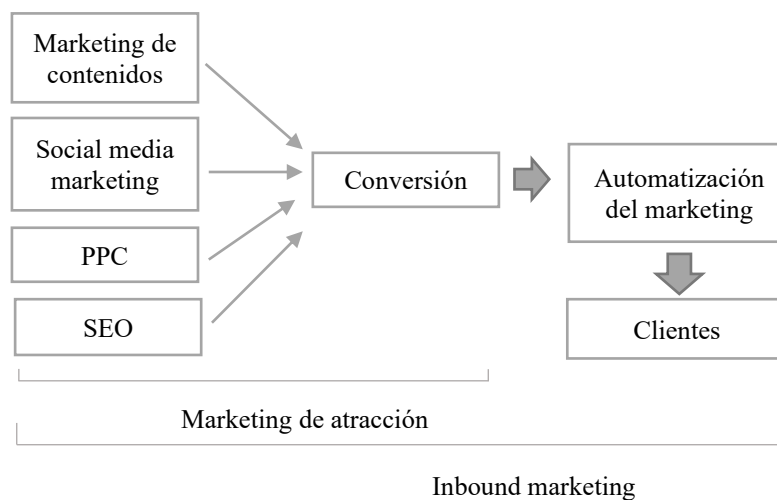 Marketing de
contenidos
Social media
marketing
PPC
SEO
Conversión
Automatización
del marketing
Clientes
Marketing de atracción
Inbound marketing